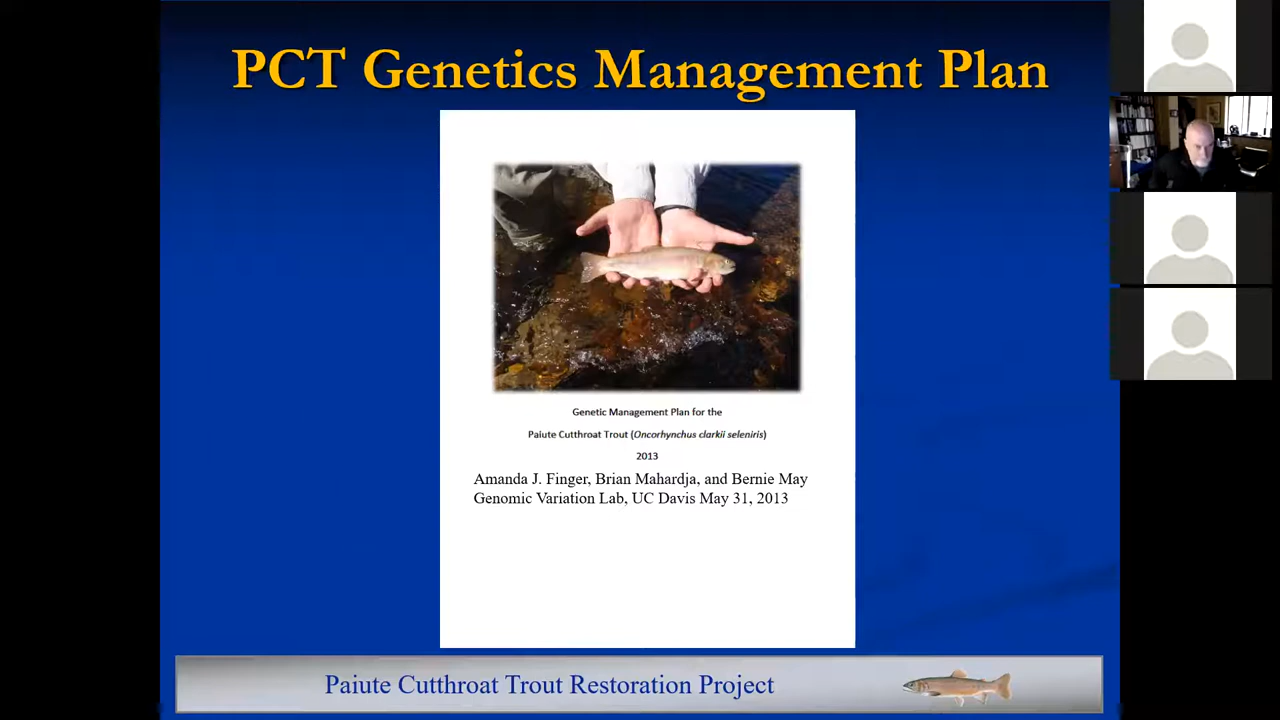 PCT Genetics Management Plan
Genetic Management Plan for the
Paiute Cutthroat Trout (Oncorhynchus clarkii seleniris)
2013
Amanda J. Finger, Brian Mahardja, and Bernie May
Genomic Variation Lab, UC Davis May 31, 2013
Paiute Cutthroat Trout Restoration Project